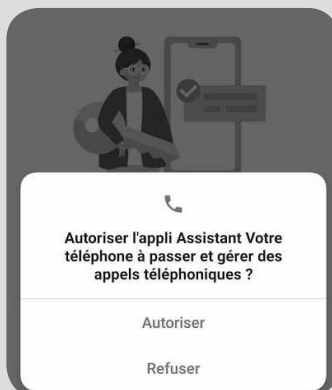 Autoriser l'appli Assistant Votre
téléphone à passer et gérer des
appels téléphoniques ?
Autoriser
Refuser